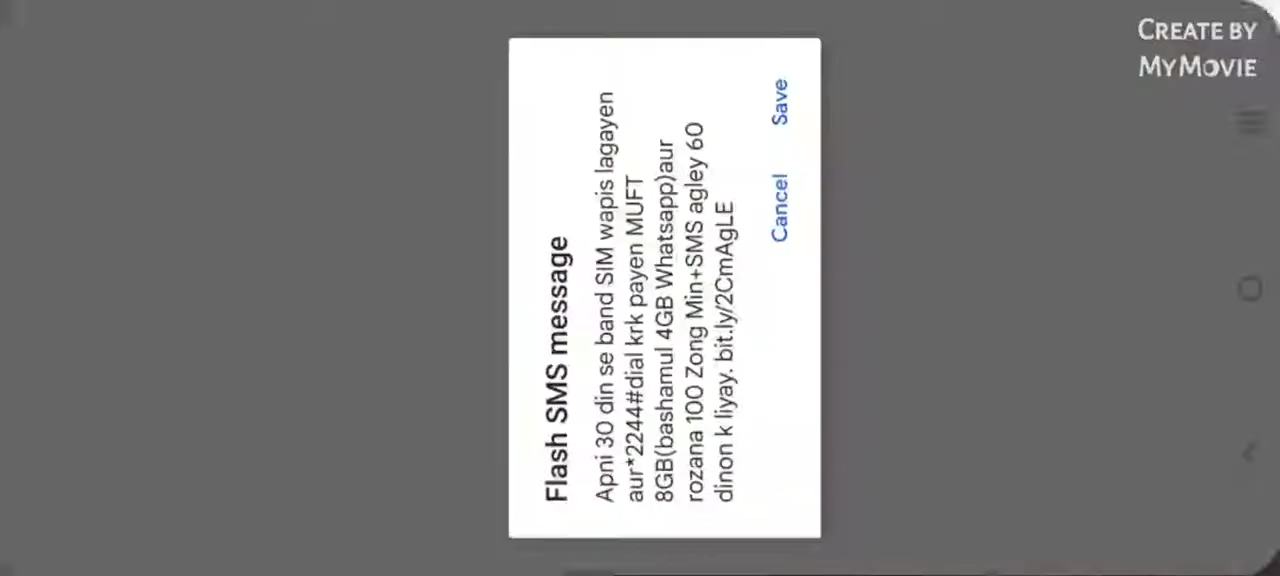 CREATE BY
MYMOVIE
Flash SMS message
Apni 30 din se band SIM wapis lagayen
aur*2244#dial krk payen MUFT
8GB(bashamul 4GB Whatsapp)aur
rozana 100 Zong Min+SMS agley 60
dinon k liyay. bit.ly/2CmAgLE
Cancel Save